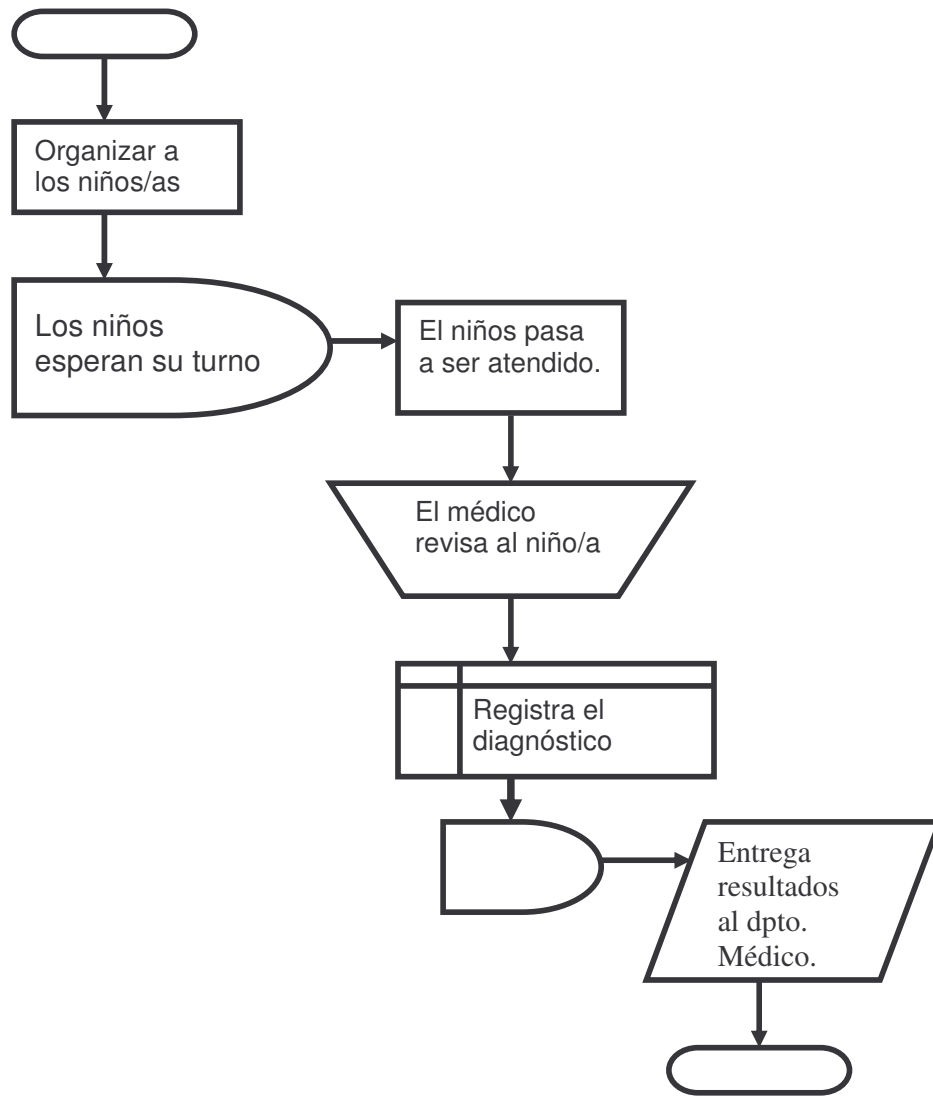 Organizar a
los niños/as
Los niños
esperan su turno
El niños pasa
a ser atendido.
El médico
revisa al niño/a
Registra el
diagnóstico
Entrega
resultados
al dpto.
Médico.